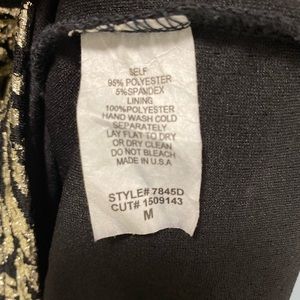 SELF
95% POLYESTER
5%SPANDEX
LINING
100%POLYESTER
HAND WASH COLD
SEPARATELY
LAY FLAT TO DRY
OR DRY CLEAN
DO NOT BLEACH
MADE IN U.S.A
STYLE# 7845D
CUT# 1509143
M